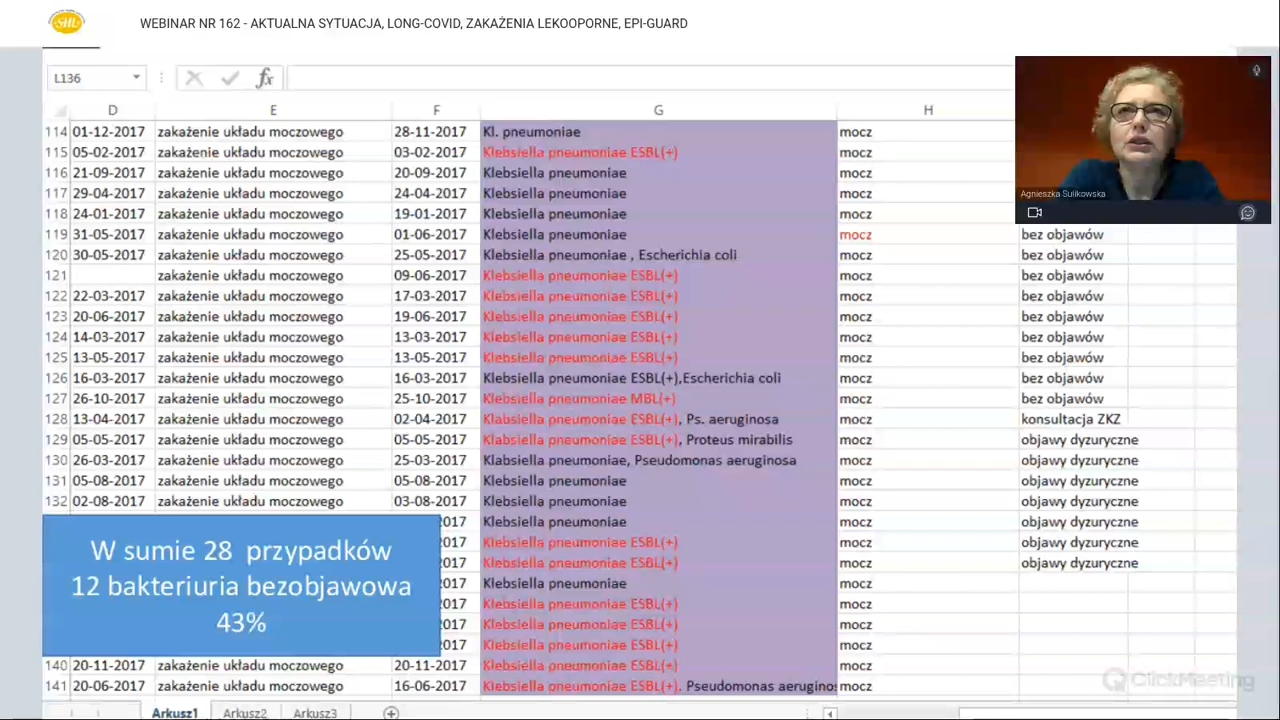 SHL
WEBINAR NR 162 - AKTUALNA SYTUACJA, LONG-COVID, ZAKAŻENIA LEKOOPORNE, EPI-GUARD
L136 fx
D E F G H
114 01-12-2017 zakażenie układu moczowego 28-11-2017 Kl. pneumoniae mocz
115 05-02-2017 zakażenie układu moczowego 03-02-2017 Klebsiella pneumoniae ESBL(+) mocz
116 21-09-2017 zakażenie układu moczowego 20-09-2017 Klebsiella pneumoniae mocz
117 29-04-2017 zakażenie układu moczowego 24-04-2017 Klebsiella pneumoniae mocz
Agnieszka Sulikowska
118 24-01-2017 zakażenie układu moczowego 19-01-2017 Klebsiella pneumoniae mocz
119 31-05-2017 zakażenie układu moczowego 01-06-2017 Klebsiella pneumoniae mocz bez objawów
120 30-05-2017 zakażenie układu moczowego 25-05-2017 Klebsiella pneumoniae , Escherichia coli mocz bez objawów
121 zakażenie układu moczowego 09-06-2017 Klebsiella pneumoniae ESBL(+) mocz bez objawów
122 22-03-2017 zakażenie układu moczowego 17-03-2017 Klebsiella pneumoniae ESBL(+) mocz bez objawów
123 20-06-2017 zakażenie układu moczowego 19-06-2017 Klebsiella pneumoniae ESBL(+) mocz bez objawów
124 14-03-2017 zakażenie układu moczowego 13-03-2017 Klebsiella pneumoniae ESBL(+) mocz bez objawów
125 13-05-2017 zakażenie układu moczowego 13-05-2017 Klebsiella pneumoniae ESBL(+) mocz bez objawów
126 16-03-2017 zakażenie układu moczowego 16-03-2017 Klebsiella pneumoniae ESBL(+),Escherichia coli mocz bez objawów
127 26-10-2017 zakażenie układu moczowego 25-10-2017 Klebsiella pneumoniae MBL(+) mocz bez objawów
128 13-04-2017 zakażenie układu moczowego 02-04-2017 Klabsiella pneumoniae ESBL(+), Ps. aeruginosa mocz konsultacja ZKZ
129 05-05-2017 zakażenie układu moczowego 05-05-2017 Klabsiella pneumoniae ESBL(+), Proteus mirabilis mocz objawy dyzuryczne
130 26-03-2017 zakażenie układu moczowego 25-03-2017 Klabsiella pneumoniae, Pseudomonas aeruginosa mocz objawy dyzuryczne
131 05-08-2017 zakażenie układu moczowego 05-08-2017 Klebsiella pneumoniae mocz objawy dyzuryczne
132 02-08-2017 zakażenie układu moczowego 03-08-2017 Klebsiella pneumoniae mocz objawy dyzuryczne
2017 Klebsiella pneumoniae mocz objawy dyzuryczne
2017 Klebsiella pneumoniae ESBL(+) mocz objawy dyzuryczne
2017 Klebsiella pneumoniae ESBL(+) mocz objawy dyzuryczne
2017 Klebsiella pneumoniae mocz
2017 Klebsiella pneumoniae ESBL(+) mocz
2017 Klebsiella pneumoniae ESBL(+) mocz
2017 Klebsiella pneumoniae ESBL(+) mocz
W sumie 28 przypadków
12 bakteriuria bezobjawowa
43%
140 20-11-2017 zakażenie układu moczowego 20-11-2017 Klebsiella pneumoniae ESBL(+) mocz
141 20-06-2017 zakażenie układu moczowego 16-06-2017 Klebsiella pneumoniae ESBL(+). Pseudomonas aerugino mocz
ClickMeeting
Arkusz1 Arkusz2 Arkusz3